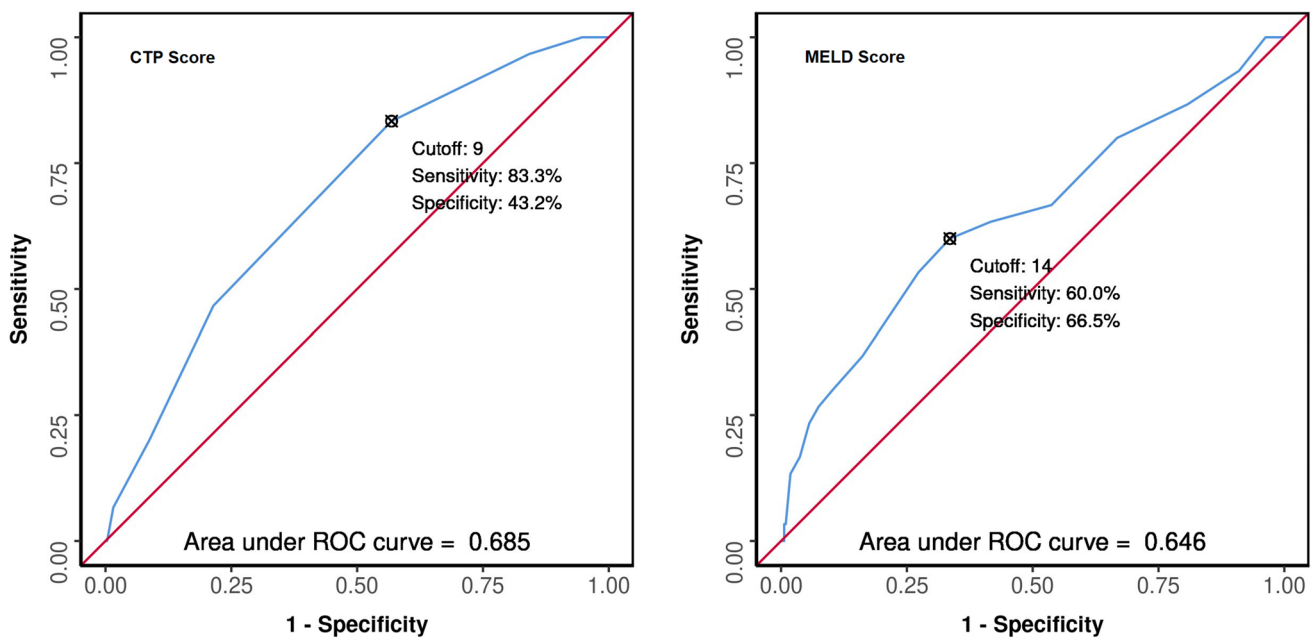 CTP Score
1.00
0.75
0.50
0.25
0.00
Sensitivity
Cutoff: 9
Sensitivity: 83.3%
Specificity: 43.2%
Area under ROC curve = 0.685
0.00 0.25 0.50 0.75 1.00
1 - Specificity
MELD Score
1.00
0.75
0.50
0.25
0.00
Sensitivity
Cutoff: 14
Sensitivity: 60.0%
Specificity: 66.5%
Area under ROC curve = 0.646
0.00 0.25 0.50 0.75 1.00
1 - Specificity